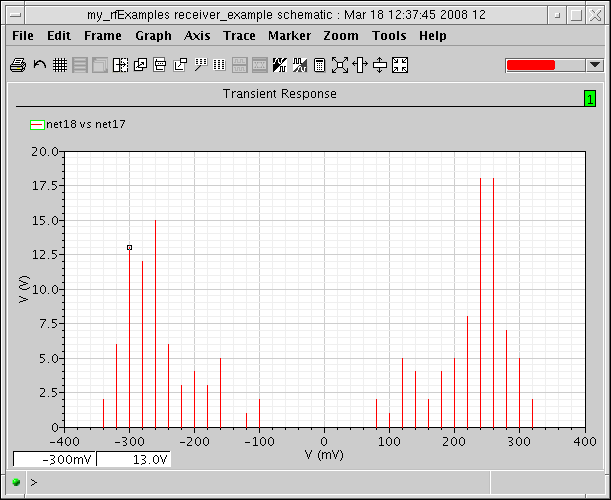 my_rfExamples receiver_example schematic : Mar 18 12:37:45 2008 12
File Edit Frame Graph Axis Trace Marker Zoom Tools Help
Transient Response
1
net18 vs net17
20.0
17.5
15.0
12.5
10.0
7.5
5.0
2.5
0
V (V)
-400 -300 -200 -100 0 100 200 300 400
V (mV)
-300mV 13.0V
>